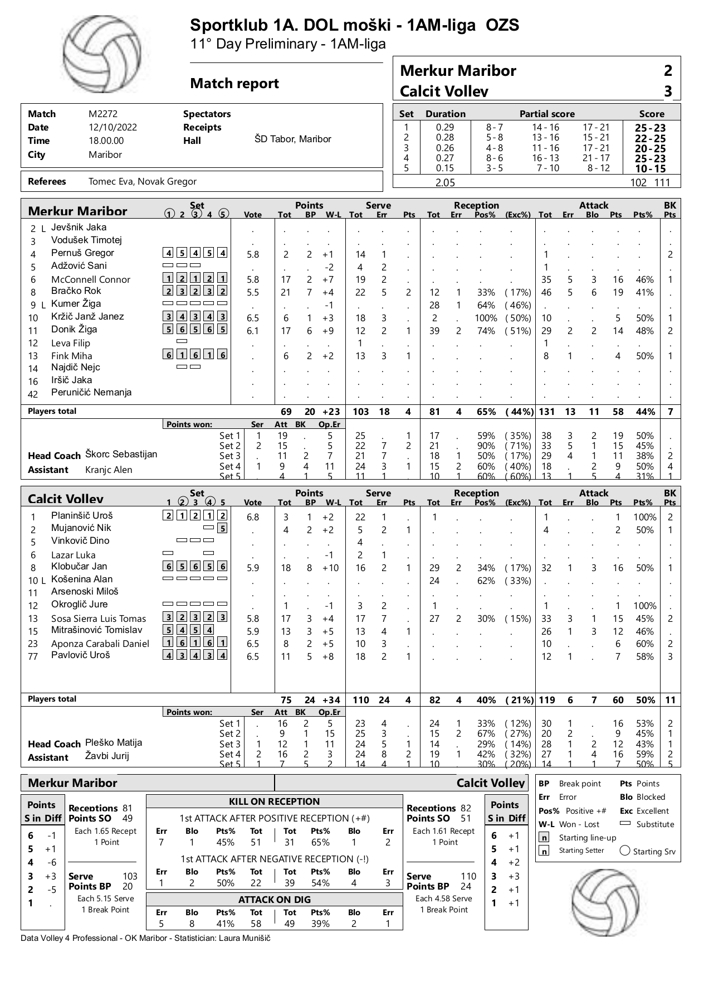 Sportklub 1A. DOL moški - 1AM-liga OZS
11° Day Preliminary - 1AM-liga
Match report
Merkur Maribor 2
Calcit Volley 3
Match M2272 Spectators
Date 12/10/2022 Receipts
Time 18.00.00 Hall ŠD Tabor, Maribor
City Maribor
Referees Tomec Eva, Novak Gregor
Set Duration Partial score Score
1 0.29 8 - 7 14 - 16 17 - 21 25 - 23
2 0.28 5 - 8 13 - 16 15 - 21 22 - 25
3 0.26 4 - 8 11 - 16 17 - 21 20 - 25
4 0.27 8 - 6 16 - 13 21 - 17 25 - 23
5 0.15 3 - 5 7 - 10 8 - 12 10 - 15
2.05 102 111
Set Points Serve Reception Attack BK
Merkur Maribor 1 2 3 4 5 Vote Tot BP W-L Tot Err Pts Tot Err Pos% (Exc%) Tot Err Blo Pts Pts% Pts
2 L Jevšnik Jaka . . . . . . . . . . . . . . . . .
3 Vodušek Timotej . . . . . . . . . . . . . . . . .
4 Pernuš Gregor 4 5 4 5 4 5.8 2 2 +1 14 1 . . . . . 1 . . . . 2
5 Adžović Sani . . . -2 4 2 . . . . . 1 . . . . .
6 McConnell Connor 1 2 1 2 1 5.8 17 2 +7 19 2 . . . . . 35 5 3 16 46% 1
8 Bračko Rok 2 3 2 3 2 5.5 21 7 +4 22 5 2 12 1 33% ( 17%) 46 5 6 19 41% .
9 L Kumer Žiga . . . -1 . . . 28 1 64% ( 46%) . . . . . .
10 Kržič Janž Janez 3 4 3 4 3 6.5 6 1 +3 18 3 . 2 . 100% ( 50%) 10 . . 5 50% 1
11 Donik Žiga 5 6 5 6 5 6.1 17 6 +9 12 2 1 39 2 74% ( 51%) 29 2 2 14 48% 2
12 Leva Filip . . . . 1 . . . . . . 1 . . . . .
13 Fink Miha 6 1 6 1 6 . 6 2 +2 13 3 1 . . . . 8 1 . 4 50% 1
14 Najdič Nejc . . . . . . . . . . . . . . . . .
16 Iršič Jaka . . . . . . . . . . . . . . . . .
42 Peruničić Nemanja . . . . . . . . . . . . . . . . .
Players total 69 20 +23 103 18 4 81 4 65% ( 44%) 131 13 11 58 44% 7
Points won: Ser Att BK Op.Er
Set 1 1 19 . 5 25 . 1 17 . 59% ( 35%) 38 3 2 19 50% .
Set 2 2 15 . 5 22 7 2 21 . 90% ( 71%) 33 5 1 15 45% .
Head Coach Škorc Sebastijan Set 3 . 11 2 7 21 7 . 18 1 50% ( 17%) 29 4 1 11 38% 2
Assistant Kranjc Alen Set 4 1 9 4 11 24 3 1 15 2 60% ( 40%) 18 . 2 9 50% 4
Set 5 . 4 1 5 11 1 . 10 1 60% ( 60%) 13 1 5 4 31% 1
Set Points Serve Reception Attack BK
Calcit Volley 1 2 3 4 5 Vote Tot BP W-L Tot Err Pts Tot Err Pos% (Exc%) Tot Err Blo Pts Pts% Pts
1 Planinšič Uroš 2 1 2 1 2 6.8 3 1 +2 22 1 . 1 . . . 1 . . 1 100% 2
2 Mujanović Nik 5 . 4 2 +2 5 2 1 . . . . 4 . . 2 50% 1
5 Vinkovič Dino . . . . 4 . . . . . . . . . . . .
6 Lazar Luka . . . -1 2 1 . . . . . . . . . . .
8 Klobučar Jan 6 5 6 5 6 5.9 18 8 +10 16 2 1 29 2 34% ( 17%) 32 1 3 16 50% 1
10 L Košenina Alan . . . . . . . 24 . 62% ( 33%) . . . . . .
11 Arsenoski Miloš . . . . . . . . . . . . . . . . .
12 Okroglič Jure . 1 . -1 3 2 . 1 . . . 1 . . 1 100% .
13 Sosa Sierra Luis Tomas 3 2 3 2 3 5.8 17 3 +4 17 7 . 27 2 30% ( 15%) 33 3 1 15 45% 2
15 Mitrašinović Tomislav 5 4 5 4 5.9 13 3 +5 13 4 1 . . . . 26 1 3 12 46% .
23 Aponza Carabali Daniel 1 6 1 6 1 6.5 8 2 +5 10 3 . . . . . 10 . . 6 60% 2
77 Pavlovič Uroš 4 3 4 3 4 6.5 11 5 +8 18 2 1 . . . . 12 1 . 7 58% 3
Players total 75 24 +34 110 24 4 82 4 40% ( 21%) 119 6 7 60 50% 11
Points won: Ser Att BK Op.Er
Set 1 . 16 2 5 23 4 . 24 1 33% ( 12%) 30 1 . 16 53% 2
Set 2 . 9 1 15 25 3 . 15 2 67% ( 27%) 20 2 . 9 45% 1
Head Coach Pleško Matija Set 3 1 12 1 11 24 5 1 14 . 29% ( 14%) 28 1 2 12 43% 1
Assistant Žavbi Jurij Set 4 2 16 2 3 24 8 2 19 1 42% ( 32%) 27 1 4 16 59% 2
Set 5 1 7 5 2 14 4 1 10 . 30% ( 20%) 14 1 1 7 50% 5
Merkur Maribor Calcit Volley
Points
S in Diff
6 -1
5 +1
4 -6
3 +3
2 -5
1 .
Receptions 81
Points SO 49
Each 1.65 Recept
1 Point
Serve 103
Points BP 20
Each 5.15 Serve
1 Break Point
KILL ON RECEPTION
1st ATTACK AFTER POSITIVE RECEPTION (+#)
Err Blo Pts% Tot Tot Pts% Blo Err
7 1 45% 51 31 65% 1 2
1st ATTACK AFTER NEGATIVE RECEPTION (-!)
Err Blo Pts% Tot Tot Pts% Blo Err
1 2 50% 22 39 54% 4 3
ATTACK ON DIG
Err Blo Pts% Tot Tot Pts% Blo Err
5 8 41% 58 49 39% 2 1
Receptions 82
Points SO 51
Each 1.61 Recept
1 Point
Serve 110
Points BP 24
Each 4.58 Serve
1 Break Point
Points
S in Diff
6 +1
5 +1
4 +2
3 +3
2 +1
1 +1
BP Break point Pts Points
Err Error Blo Blocked
Pos% Positive +# Exc Excellent
W-L Won - Lost Substitute
n Starting line-up
n Starting Setter Starting Srv
Data Volley 4 Professional - OK Maribor - Statistician: Laura Munišič